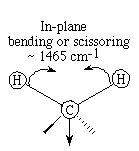 In-plane
bending or scissoring
~ 1465 cm-1
H H
C